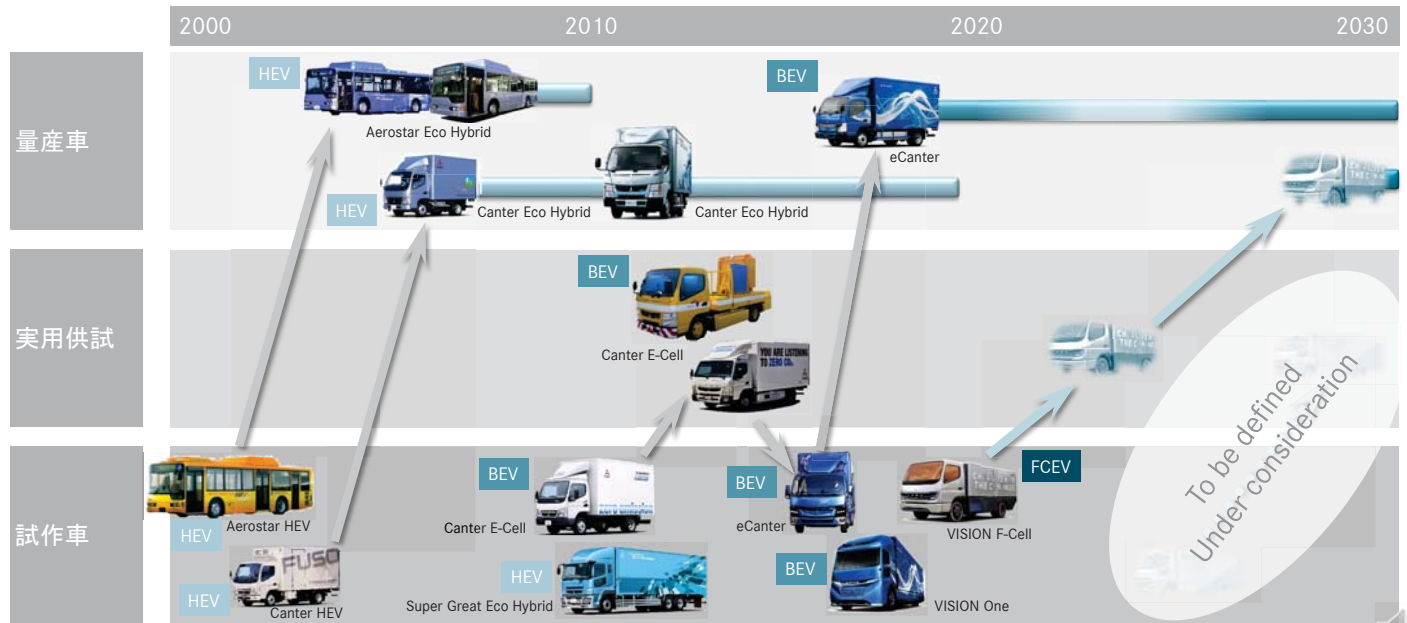 2000 2010 2020 2030
量産車
HEV
Aerostar Eco Hybrid
HEV
Canter Eco Hybrid
Canter Eco Hybrid
BEV
eCanter
実用供試
BEV
Canter E-Cell
YOU ARE LISTENING
TO ZERO CO₂.
To be defined
Under consideration
試作車
HEV
Aerostar HEV
HEV
FUSO
Canter HEV
BEV
Canter E-Cell
HEV
Super Great Eco Hybrid
BEV
eCanter
BEV
VISION One
FCEV
VISION F-Cell